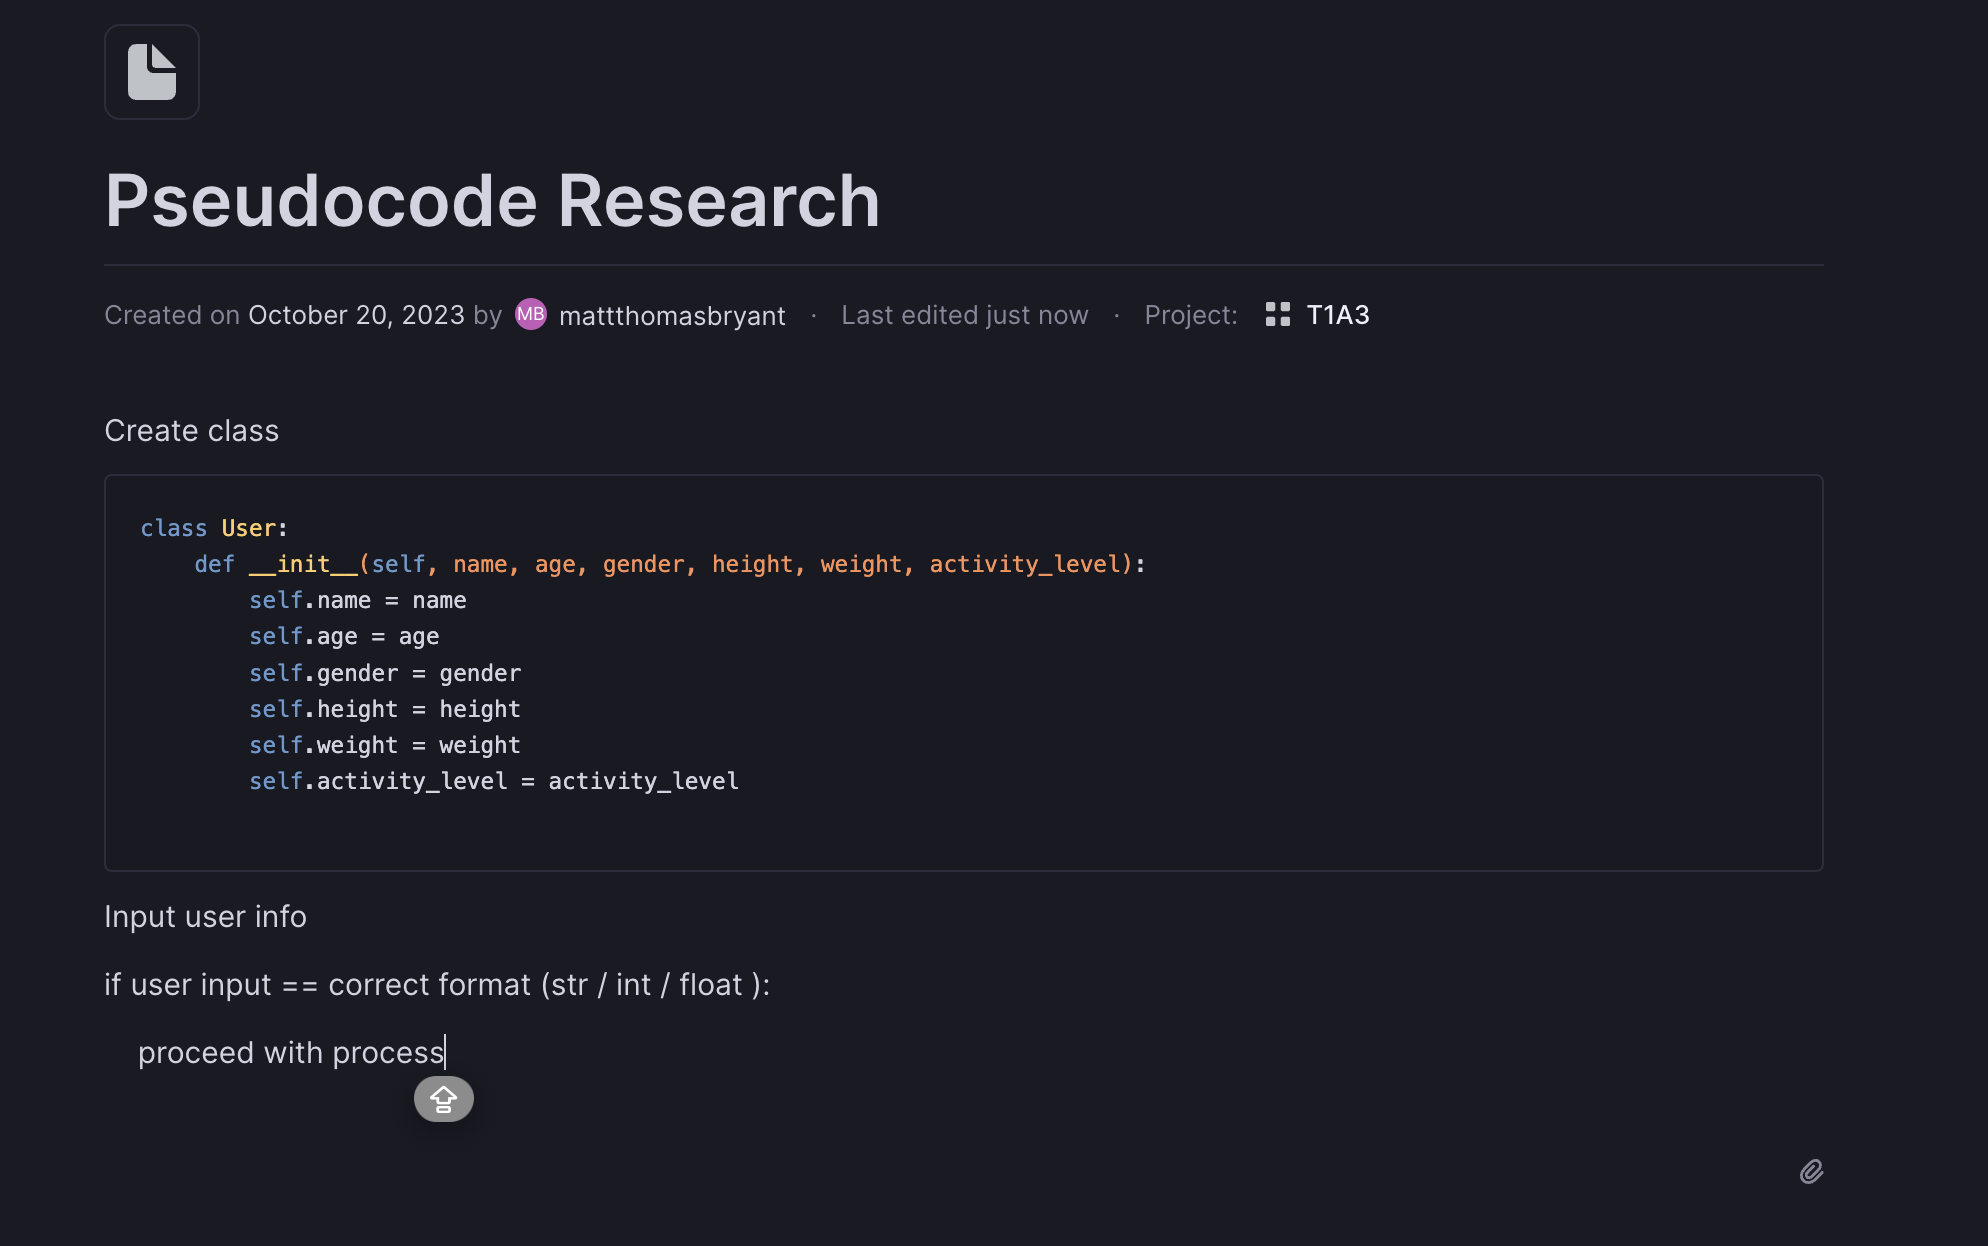 Pseudocode Research
Created on October 20, 2023 by MB mattthomasbryant · Last edited just now · Project: T1A3
Create class
class User:
    def __init__(self, name, age, gender, height, weight, activity_level):
        self.name = name
        self.age = age
        self.gender = gender
        self.height = height
        self.weight = weight
        self.activity_level = activity_level
Input user info
if user input == correct format (str / int / float ):
    proceed with process